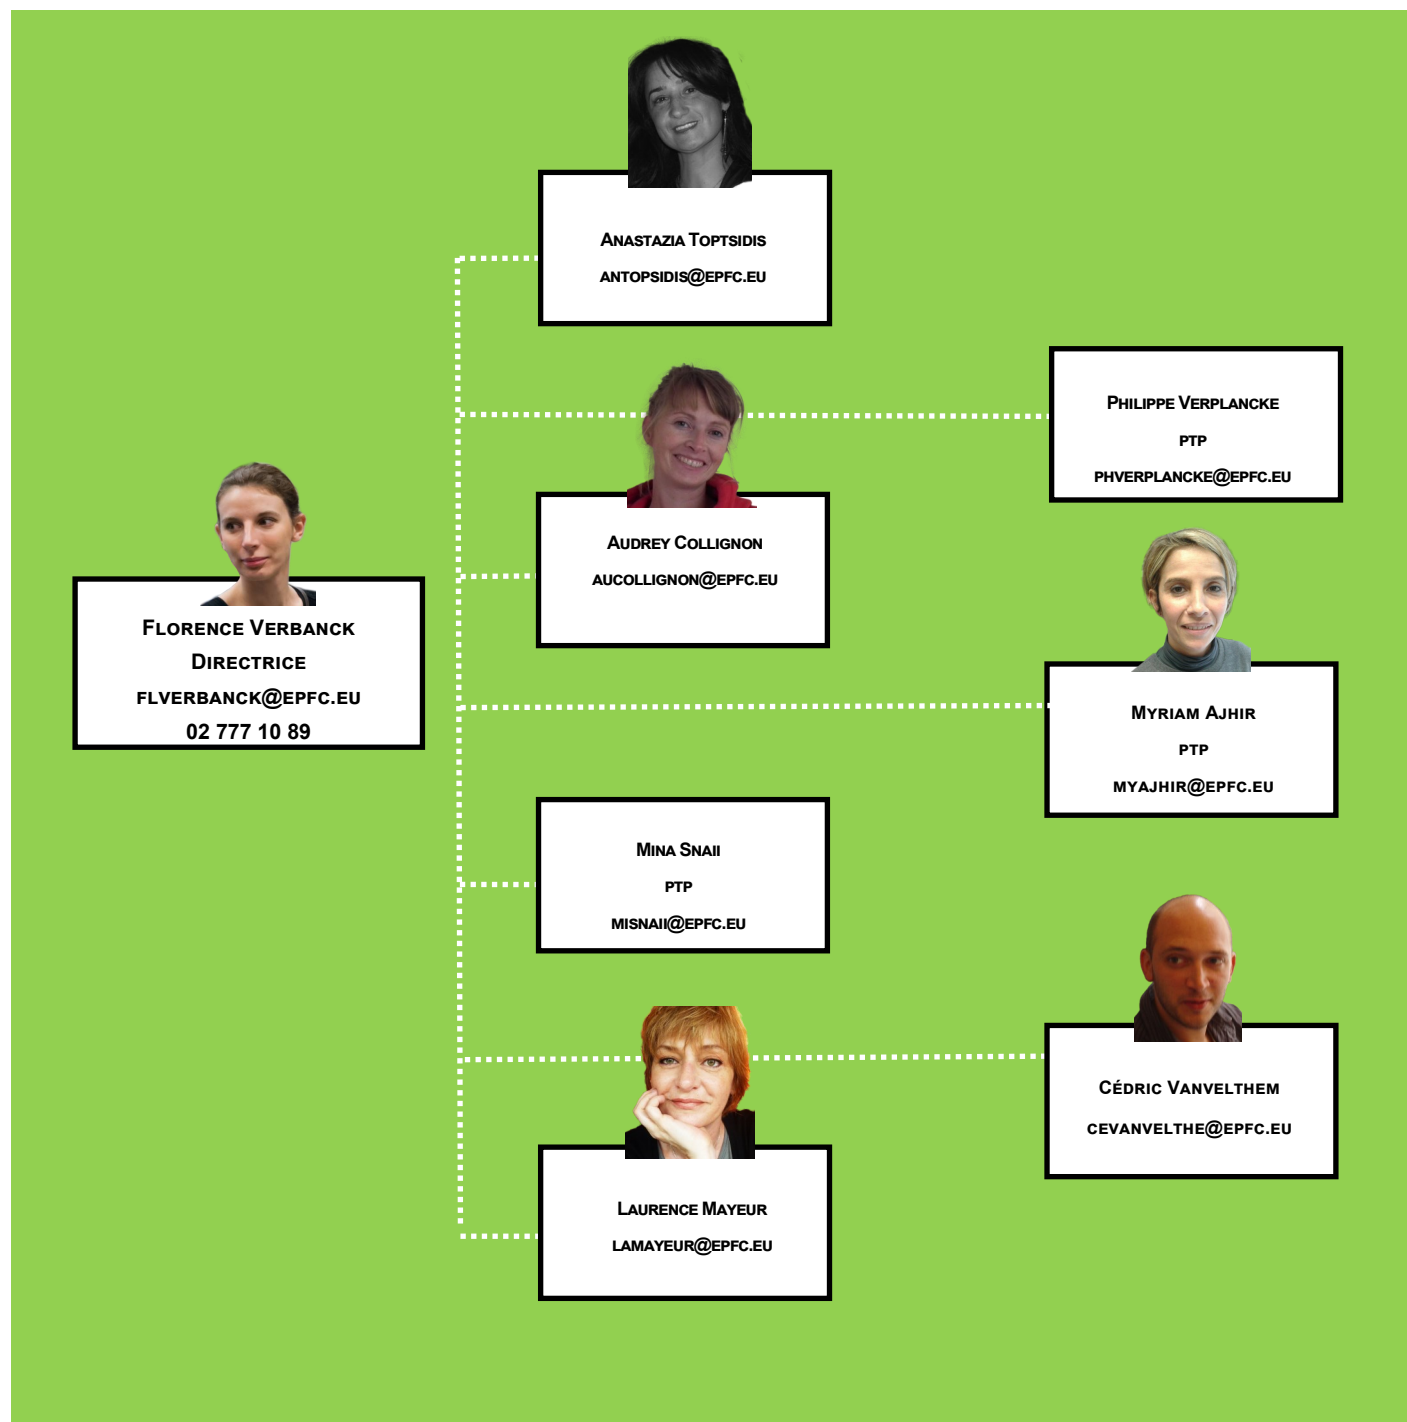 Anastazia Toptsidis
antopsidis@epfc.eu
Philippe Verplancke
ptp
phverplancke@epfc.eu
Audrey Collignon
aucollignon@epfc.eu
Florence Verbanck
Directrice
flverbanck@epfc.eu
02 777 10 89
Myriam Ajhir
ptp
myajhir@epfc.eu
Mina Snaii
ptp
misnaii@epfc.eu
Cédric Vanvelthem
cevanvelthe@epfc.eu
Laurence Mayeur
lamayeur@epfc.eu